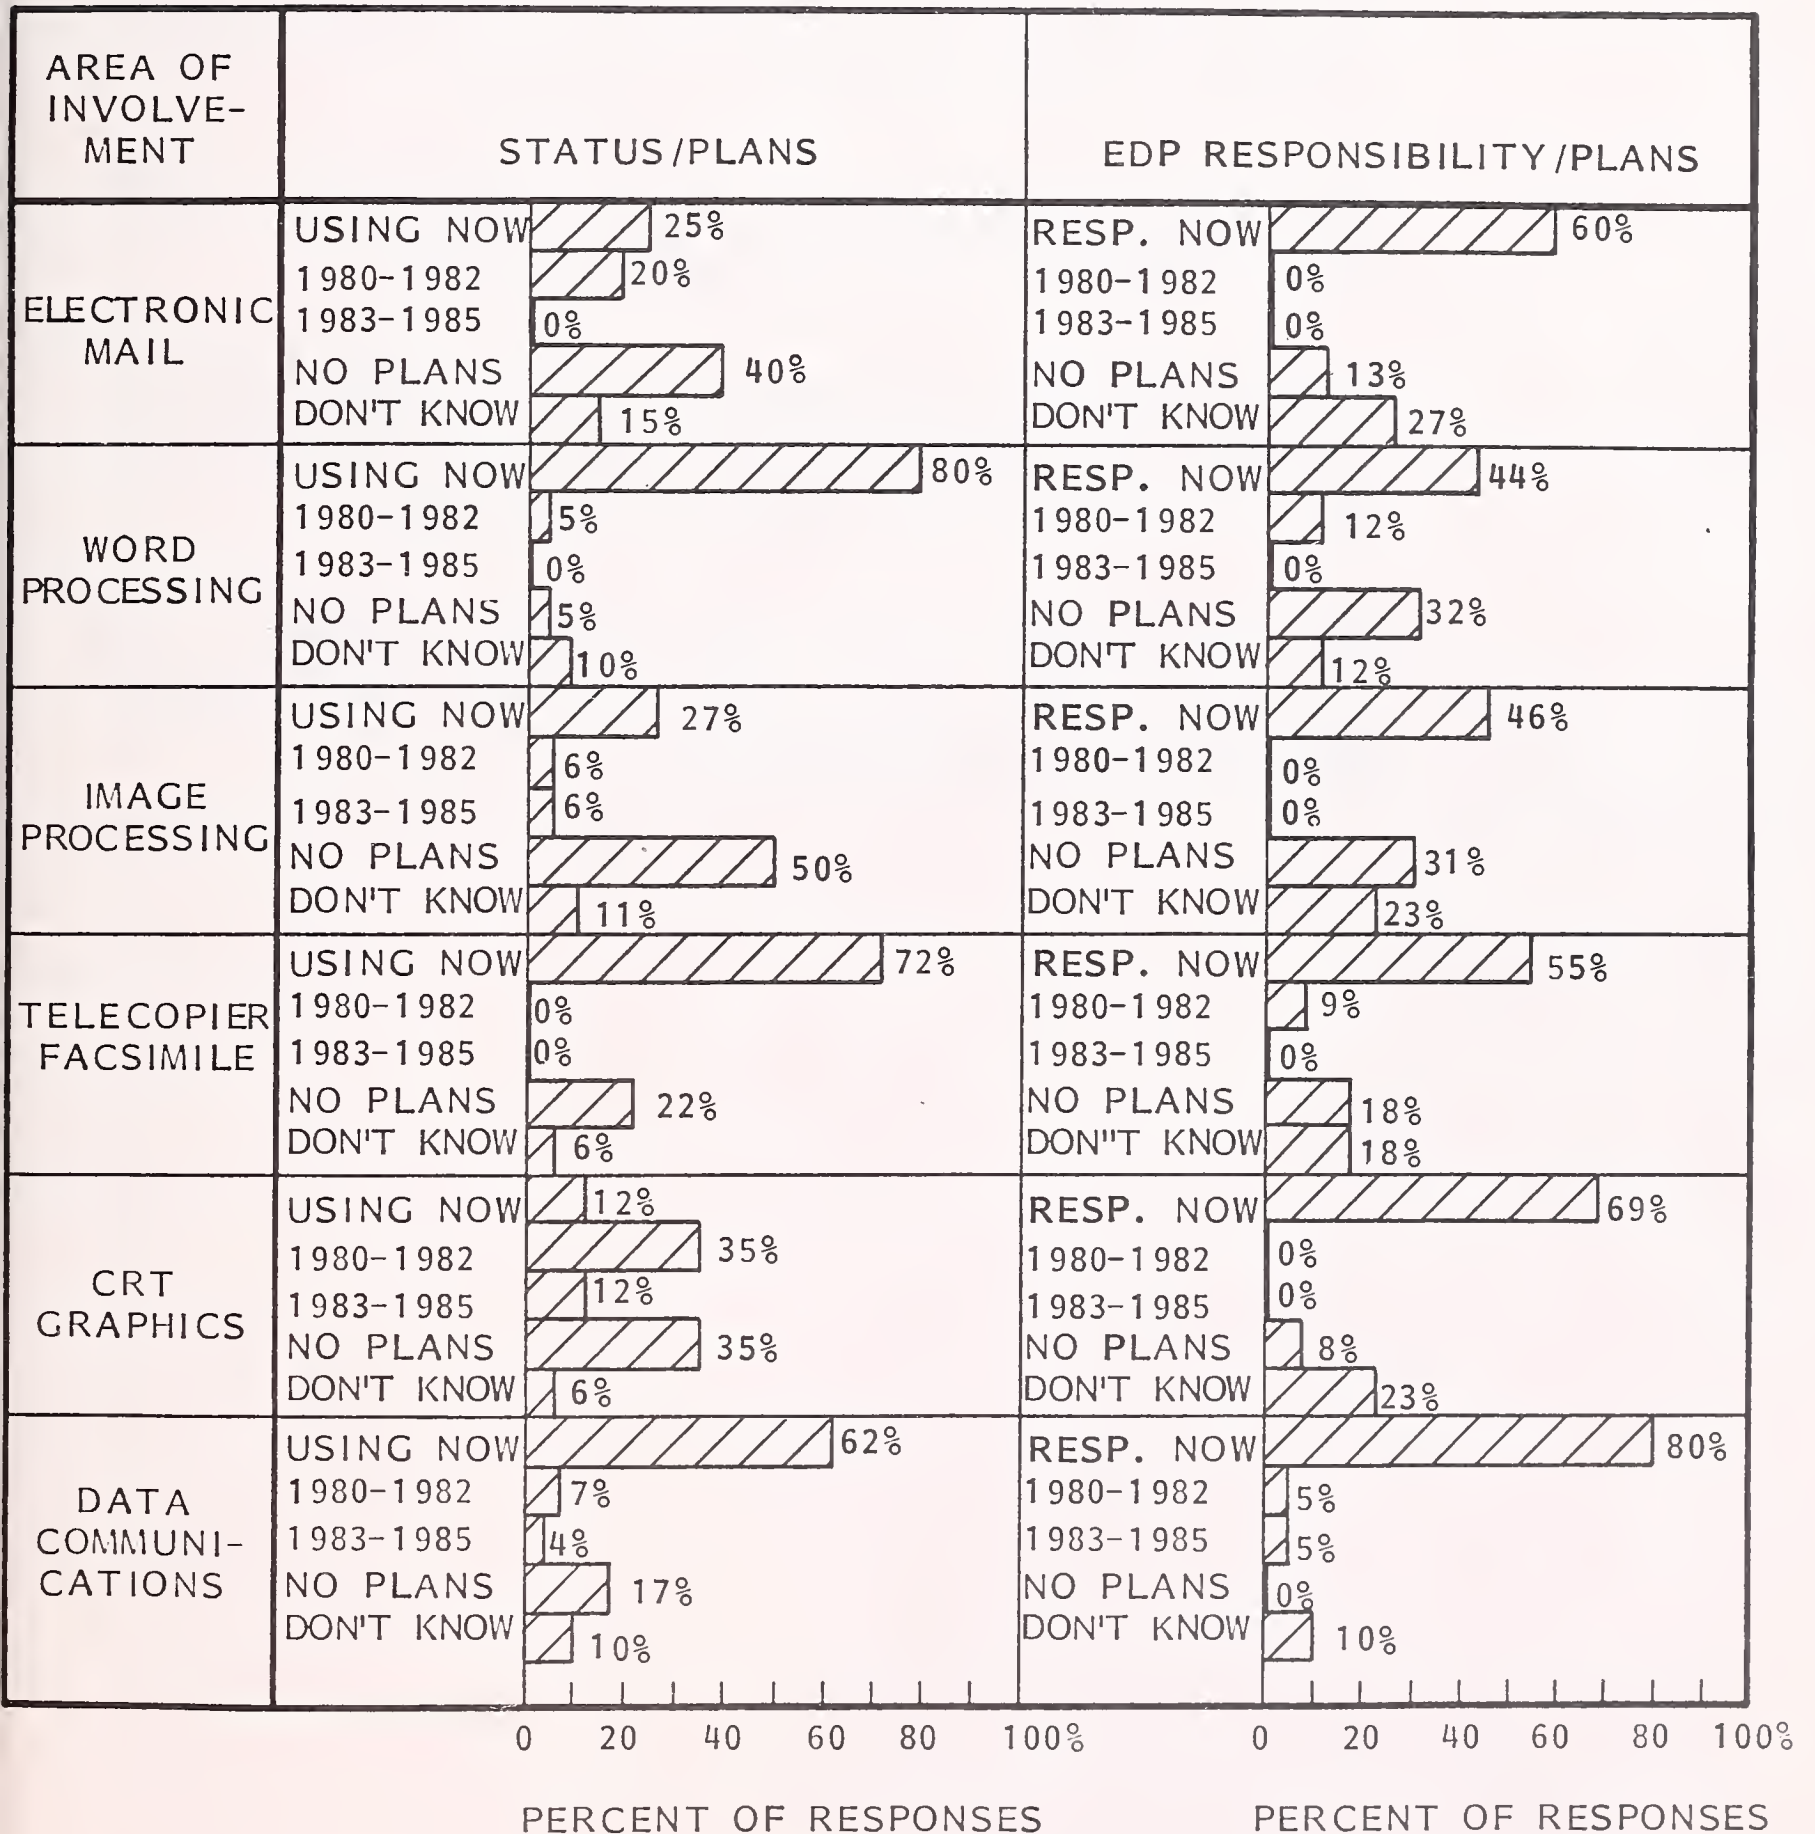 AREA OF
INVOLVE-
MENT
STATUS/PLANS
EDP RESPONSIBILITY/PLANS
ELECTRONIC
MAIL
USING NOW 25%
1980-1982 20%
1983-1985 0%
NO PLANS 40%
DON'T KNOW 15%
RESP. NOW 60%
1980-1982 0%
1983-1985 0%
NO PLANS 13%
DON'T KNOW 27%
WORD
PROCESSING
USING NOW 80%
1980-1982 5%
1983-1985 0%
NO PLANS 5%
DON'T KNOW 10%
RESP. NOW 44%
1980-1982 12%
1983-1985 0%
NO PLANS 32%
DON'T KNOW 12%
IMAGE
PROCESSING
USING NOW 27%
1980-1982 6%
1983-1985 6%
NO PLANS 50%
DON'T KNOW 11%
RESP. NOW 46%
1980-1982 0%
1983-1985 0%
NO PLANS 31%
DON'T KNOW 23%
TELECOPIER
FACSIMILE
USING NOW 72%
1980-1982 0%
1983-1985 0%
NO PLANS 22%
DON'T KNOW 6%
RESP. NOW 55%
1980-1982 9%
1983-1985 0%
NO PLANS 18%
DON"T KNOW 18%
CRT
GRAPHICS
USING NOW 12%
1980-1982 35%
1983-1985 12%
NO PLANS 35%
DON'T KNOW 6%
RESP. NOW 69%
1980-1982 0%
1983-1985 0%
NO PLANS 8%
DON'T KNOW 23%
DATA
COMMUNI-
CATIONS
USING NOW 62%
1980-1982 7%
1983-1985 4%
NO PLANS 17%
DON'T KNOW 10%
RESP. NOW 80%
1980-1982 5%
1983-1985 5%
NO PLANS 0%
DON'T KNOW 10%
0 20 40 60 80 100%
0 20 40 60 80 100%
PERCENT OF RESPONSES
PERCENT OF RESPONSES